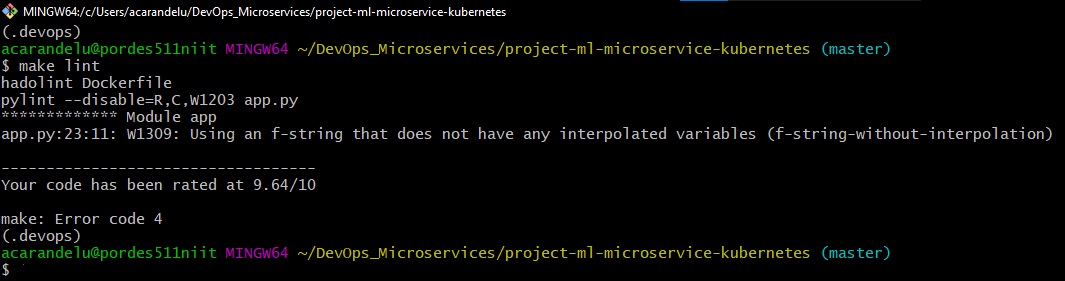 MINGW64:/c/Users/acarandelu/DevOps_Microservices/project-ml-microservice-kubernetes
(.devops)
acarandelu@pordes511niit MINGW64 ~/DevOps_Microservices/project-ml-microservice-kubernetes (master)
$ make lint
hadolint Dockerfile
pylint --disable=R,C,W1203 app.py
************* Module app
app.py:23:11: W1309: Using an f-string that does not have any interpolated variables (f-string-without-interpolation)
-----------------------------------
Your code has been rated at 9.64/10
make: Error code 4
(.devops)
acarandelu@pordes511niit MINGW64 ~/DevOps_Microservices/project-ml-microservice-kubernetes (master)
$